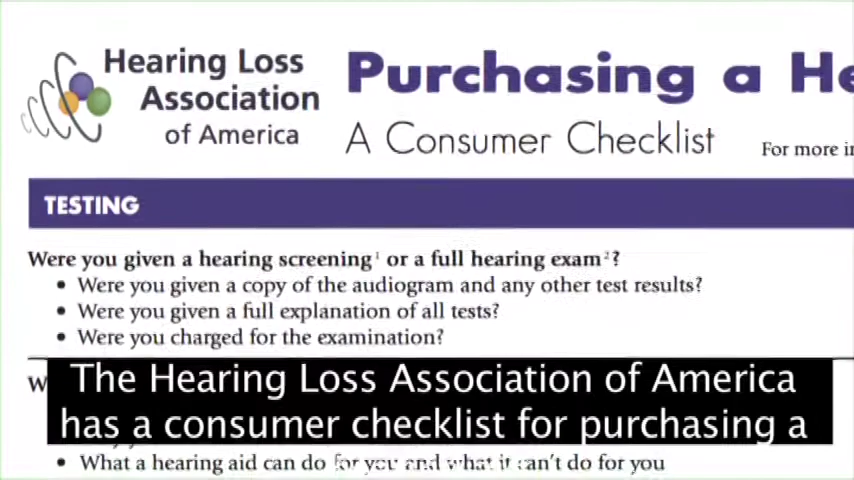 Hearing Loss
Association
of America
Purchasing a He
A Consumer Checklist
For more in
TESTING
Were you given a hearing screening¹ or a full hearing exam²?
• Were you given a copy of the audiogram and any other test results?
• Were you given a full explanation of all tests?
• Were you charged for the examination?
The Hearing Loss Association of America
has a consumer checklist for purchasing a
• What a hearing aid can do for you and what it can't do for you